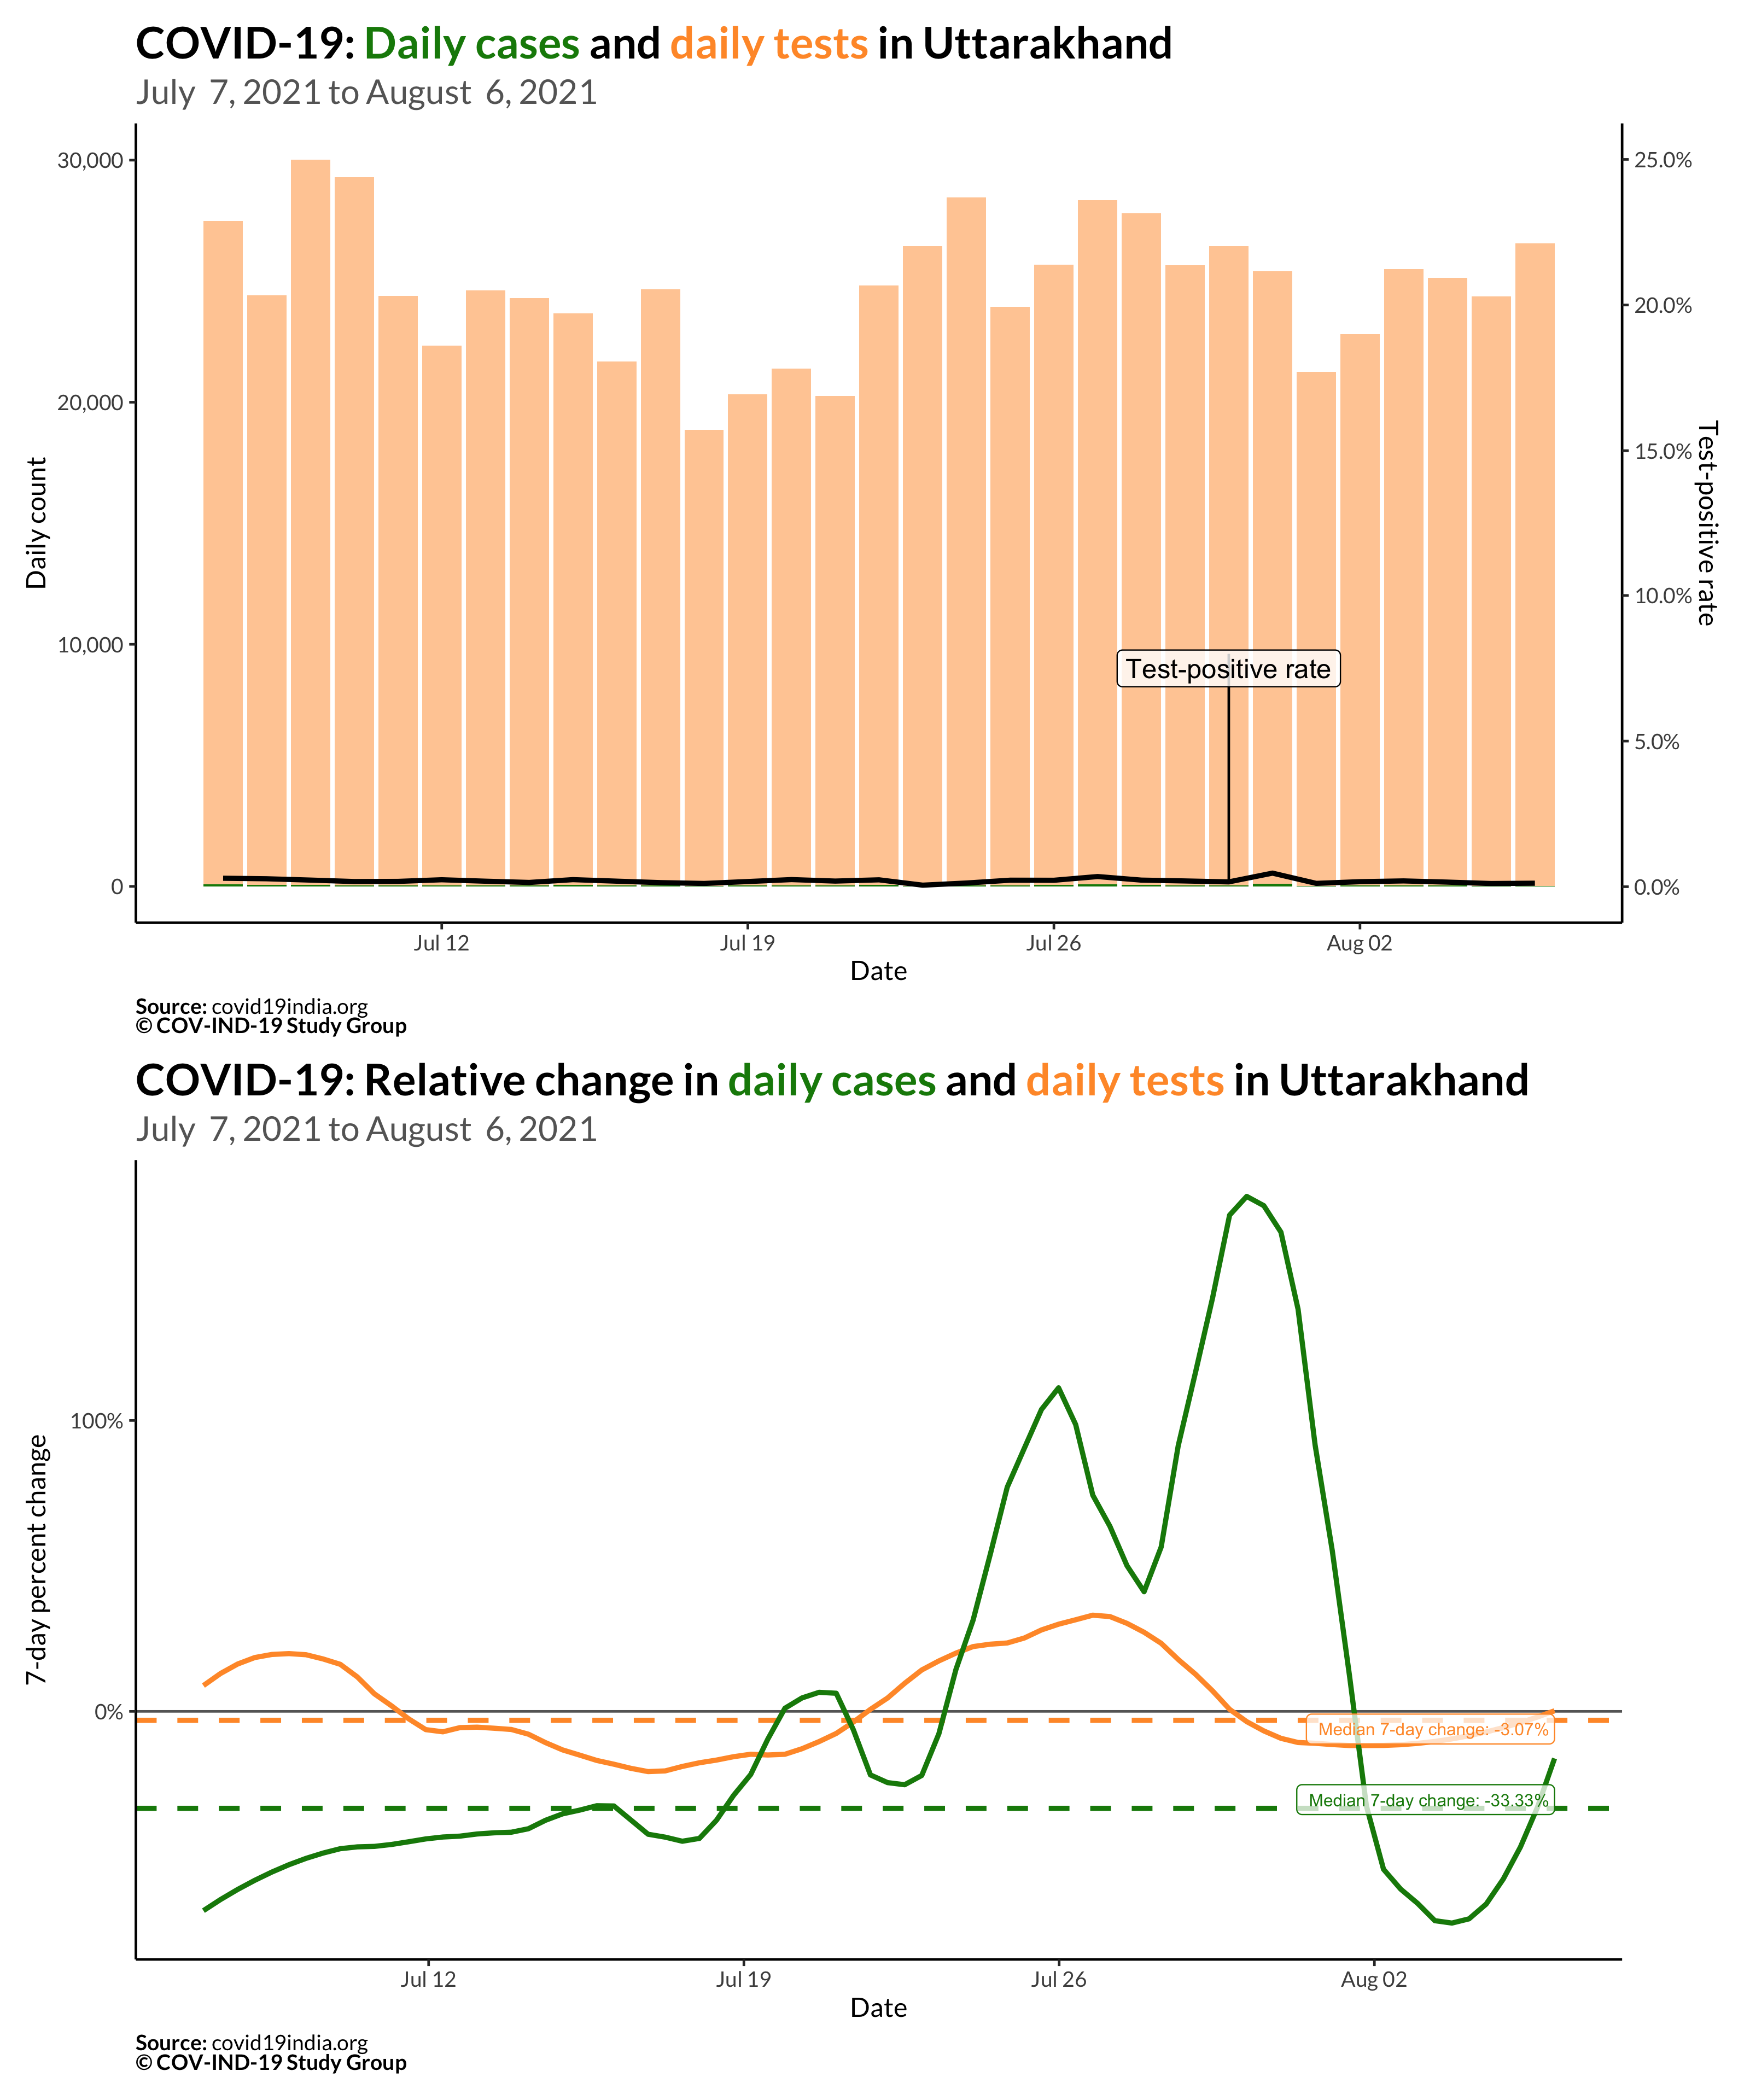 COVID-19: Daily cases and daily tests in Uttarakhand
July  7, 2021 to August  6, 2021
30,000
20,000
10,000
0
Daily count
25.0%
20.0%
15.0%
10.0%
5.0%
0.0%
Test-positive rate
Test-positive rate
Jul 12
Jul 19
Jul 26
Aug 02
Date
Source: covid19india.org
© COV-IND-19 Study Group
COVID-19: Relative change in daily cases and daily tests in Uttarakhand
July  7, 2021 to August  6, 2021
100%
0%
7-day percent change
Median 7-day change: -3.07%
Median 7-day change: -33.33%
Jul 12
Jul 19
Jul 26
Aug 02
Date
Source: covid19india.org
© COV-IND-19 Study Group